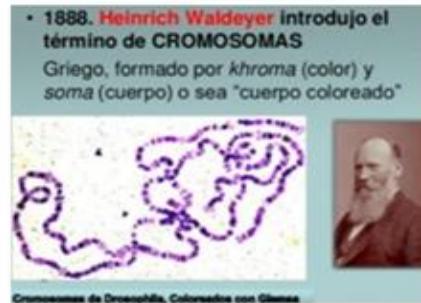 • 1888. Heinrich Waldeyer introdujo el
término de CROMOSOMAS
Griego, formado por khroma (color) y
soma (cuerpo) o sea “cuerpo coloreado”
Cromosomas de Drosophila, Coloreados con Giemsa